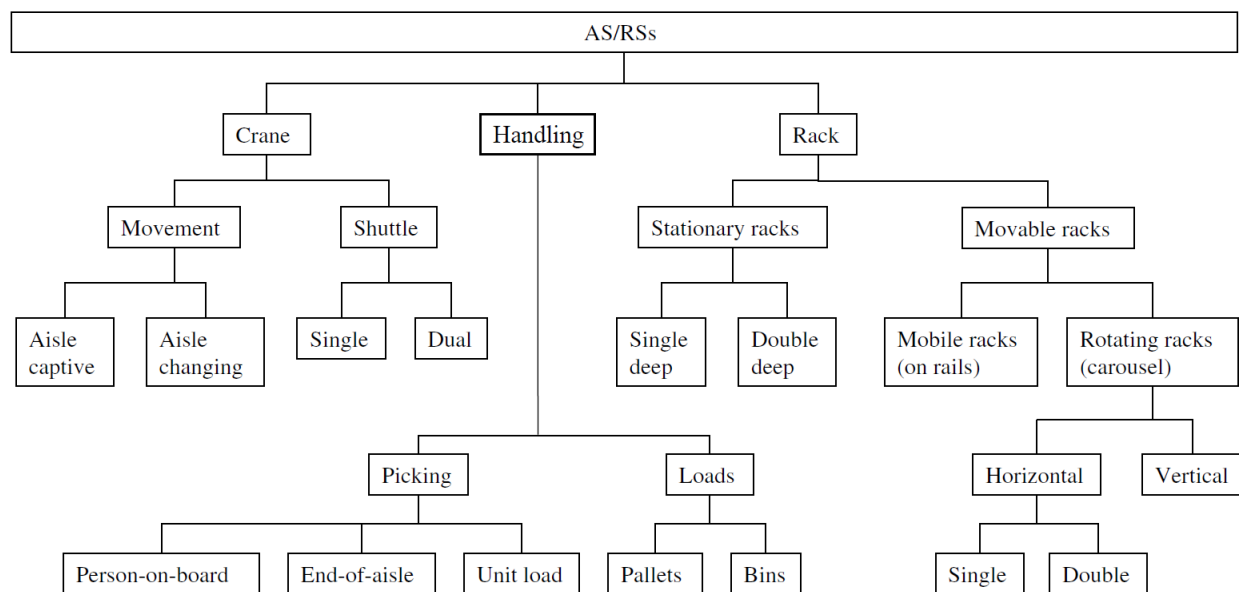 AS/RSs
Crane
Handling
Rack
Movement
Shuttle
Stationary racks
Movable racks
Aisle
captive
Aisle
changing
Single
Dual
Single
deep
Double
deep
Mobile racks
(on rails)
Rotating racks
(carousel)
Picking
Loads
Horizontal
Vertical
Person-on-board
End-of-aisle
Unit load
Pallets
Bins
Single
Double